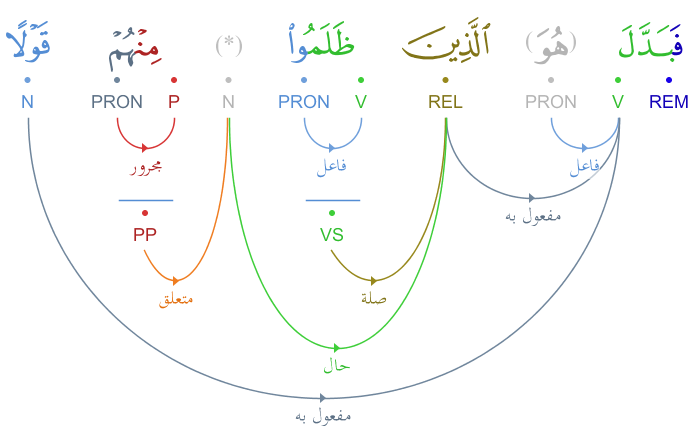 فَبَدَّلَ (هُوَ) ٱلَّذِينَ ظَلَمُوا۟ (*) مِنْهُمْ قَوْلًا
REM V PRON REL V PRON N P PRON N
فاعل فاعل مجرور
مفعول به
VS PP
صلة متعلق
حال
مفعول به